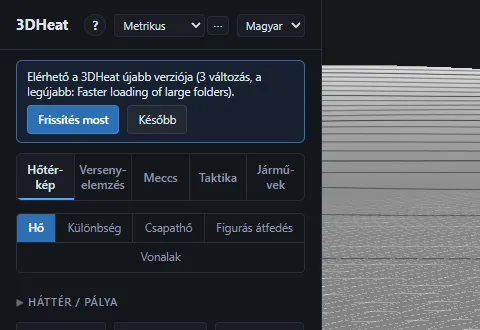 3DHeat ? Metrikus ... Magyar
Elérhető a 3DHeat újabb verziója (3 változás, a
legújabb: Faster loading of large folders).
Frissítés most Később
Hőtér-
kép
Verseny-
elemzés
Meccs
Taktika
Jármű-
vek
Hő Különbség Csapathő Figurás átfedés
Vonalak
▶ HÁTTÉR / PÁLYA